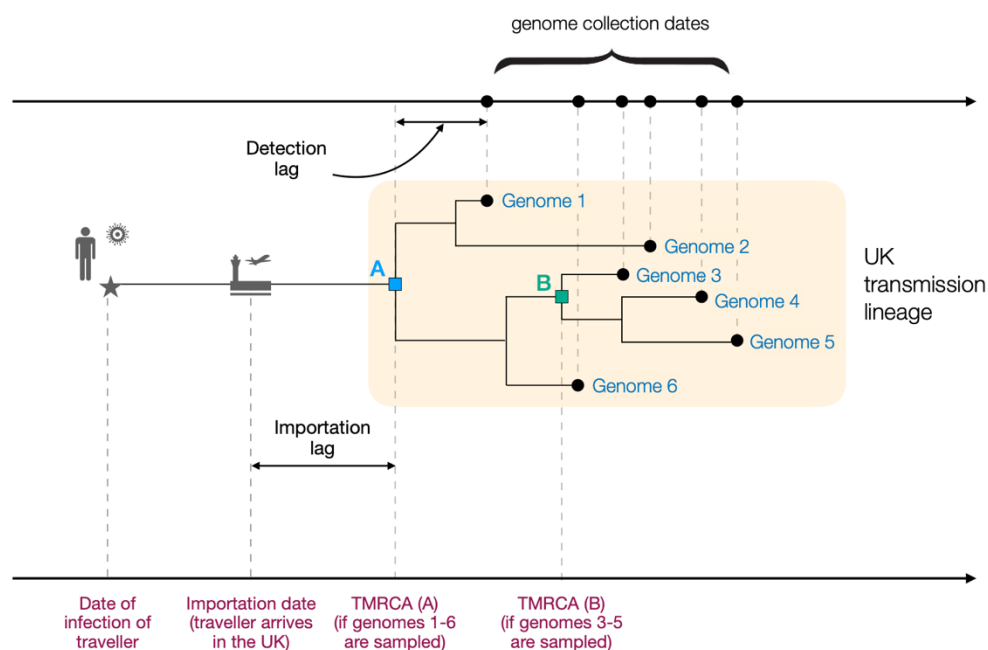 genome collection dates
Detection
lag
Genome 1
Genome 2
A
B
Genome 3
Genome 4
Genome 5
Genome 6
UK
transmission
lineage
Importation
lag
Date of
infection of
traveller
Importation date
(traveller arrives
in the UK)
TMRCA (A)
(if genomes 1-6
are sampled)
TMRCA (B)
(if genomes 3-5
are sampled)